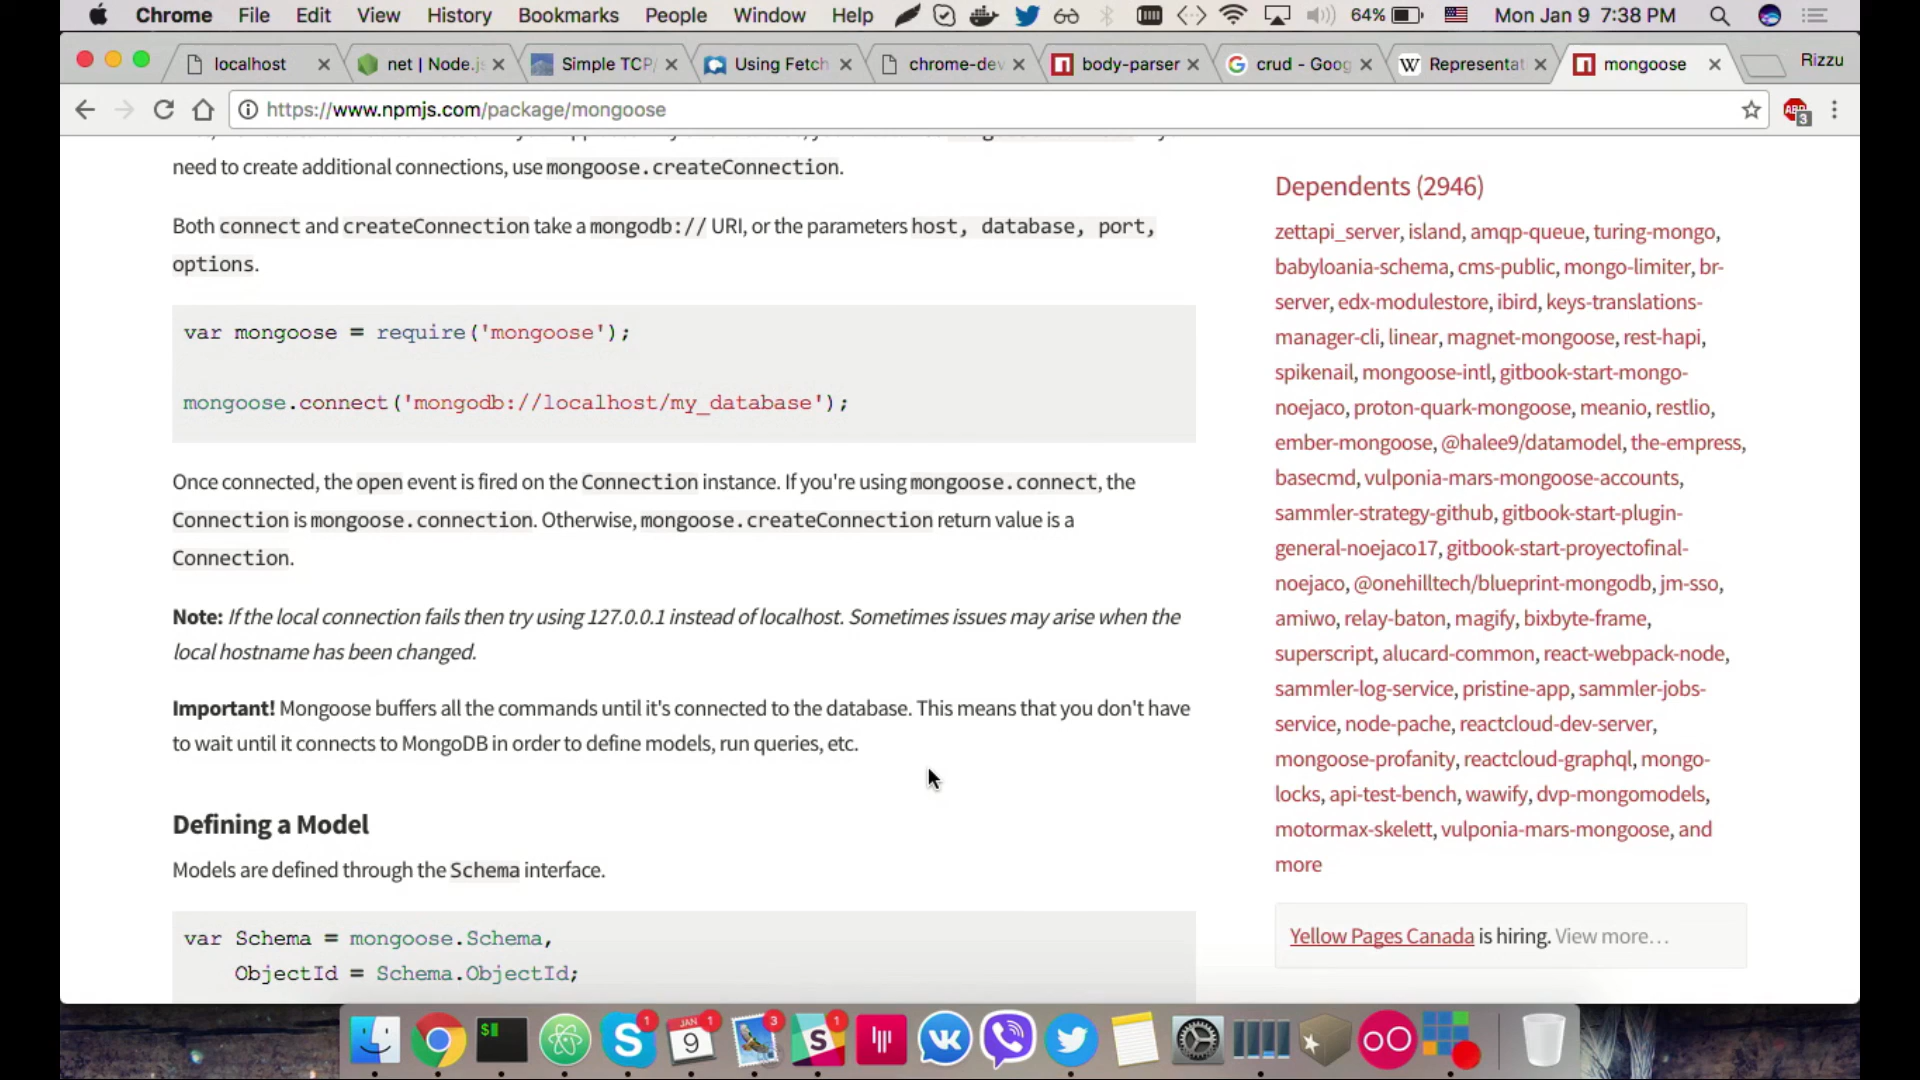 Chrome File Edit View History Bookmarks People Window Help 64% Mon Jan 9 7:38 PM
localhost net | Node.js Simple TCP/ Using Fetch chrome-dev body-parser crud - Goog Representat mongoose Rizzu
https://www.npmjs.com/package/mongoose ABP 3
need to create additional connections, use mongoose.createConnection.
Both connect and createConnection take a mongodb:// URI, or the parameters host, database, port,
options.
var mongoose = require('mongoose');
mongoose.connect('mongodb://localhost/my_database');
Once connected, the open event is fired on the Connection instance. If you're using mongoose.connect, the
Connection is mongoose.connection. Otherwise, mongoose.createConnection return value is a
Connection.
Note: If the local connection fails then try using 127.0.0.1 instead of localhost. Sometimes issues may arise when the
local hostname has been changed.
Important! Mongoose buffers all the commands until it's connected to the database. This means that you don't have
to wait until it connects to MongoDB in order to define models, run queries, etc.
Defining a Model
Models are defined through the Schema interface.
var Schema = mongoose.Schema,
ObjectId = Schema.ObjectId;
Dependents (2946)
zettapi_server, island, amqp-queue, turing-mongo,
babyloania-schema, cms-public, mongo-limiter, br-
server, edx-modulestore, ibird, keys-translations-
manager-cli, linear, magnet-mongoose, rest-hapi,
spikenail, mongoose-intl, gitbook-start-mongo-
noejaco, proton-quark-mongoose, meanio, restlio,
ember-mongoose, @halee9/datamodel, the-empress,
basecmd, vulponia-mars-mongoose-accounts,
sammler-strategy-github, gitbook-start-plugin-
general-noejaco17, gitbook-start-proyectofinal-
noejaco, @onehilltech/blueprint-mongodb, jm-sso,
amiwo, relay-baton, magify, bixbyte-frame,
superscript, alucard-common, react-webpack-node,
sammler-log-service, pristine-app, sammler-jobs-
service, node-pache, reactcloud-dev-server,
mongoose-profanity, reactcloud-graphql, mongo-
locks, api-test-bench, wawify, dvp-mongomodels,
motormax-skelett, vulponia-mars-mongoose, and
more
Yellow Pages Canada is hiring. View more…
1 JAN 9 1 3 1